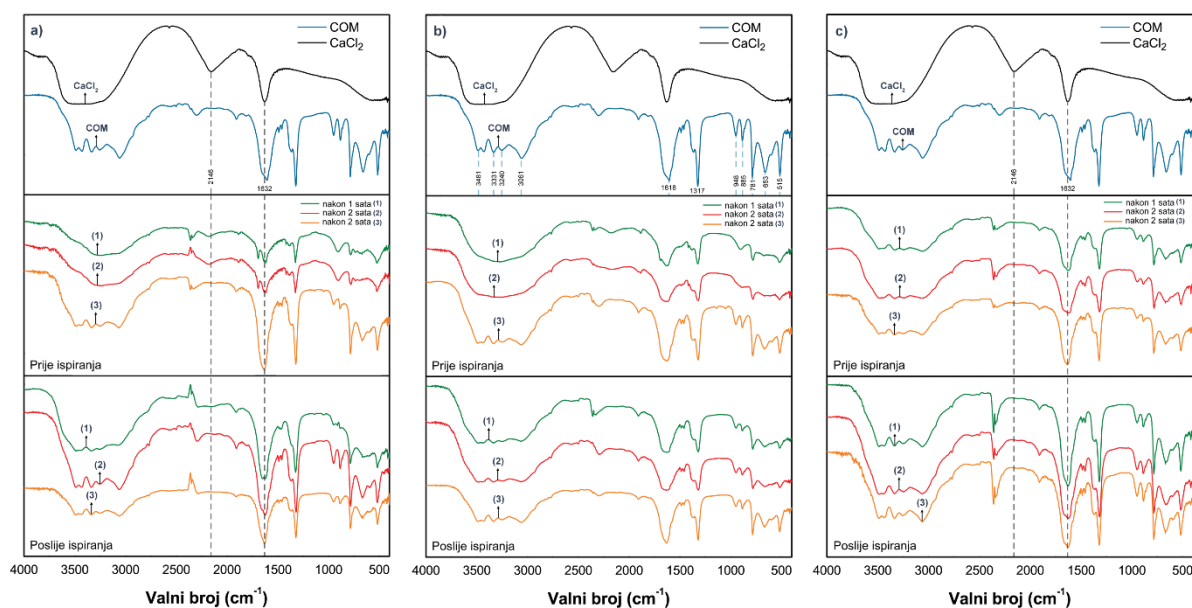 a)
COM
CaCl₂
CaCl₂
COM
2146
1632
nakon 1 sata (1)
nakon 2 sata (2)
nakon 2 sata (3)
(1)
(2)
(3)
Prije ispiranja
(1)
(2)
(3)
Poslije ispiranja
4000 3500 3000 2500 2000 1500 1000 500
Valni broj (cm⁻¹)
b)
COM
CaCl₂
CaCl₂
COM
3481
3331
3240
3061
1618
1317
948
885
781
653
515
nakon 1 sata (1)
nakon 2 sata (2)
nakon 2 sata (3)
(1)
(2)
(3)
Prije ispiranja
(1)
(2)
(3)
Poslije ispiranja
4000 3500 3000 2500 2000 1500 1000 500
Valni broj (cm⁻¹)
c)
COM
CaCl₂
CaCl₂
COM
2146
1632
nakon 1 sata (1)
nakon 2 sata (2)
nakon 2 sata (3)
(1)
(2)
(3)
Prije ispiranja
(1)
(2)
(3)
Poslije ispiranja
4000 3500 3000 2500 2000 1500 1000 500
Valni broj (cm⁻¹)